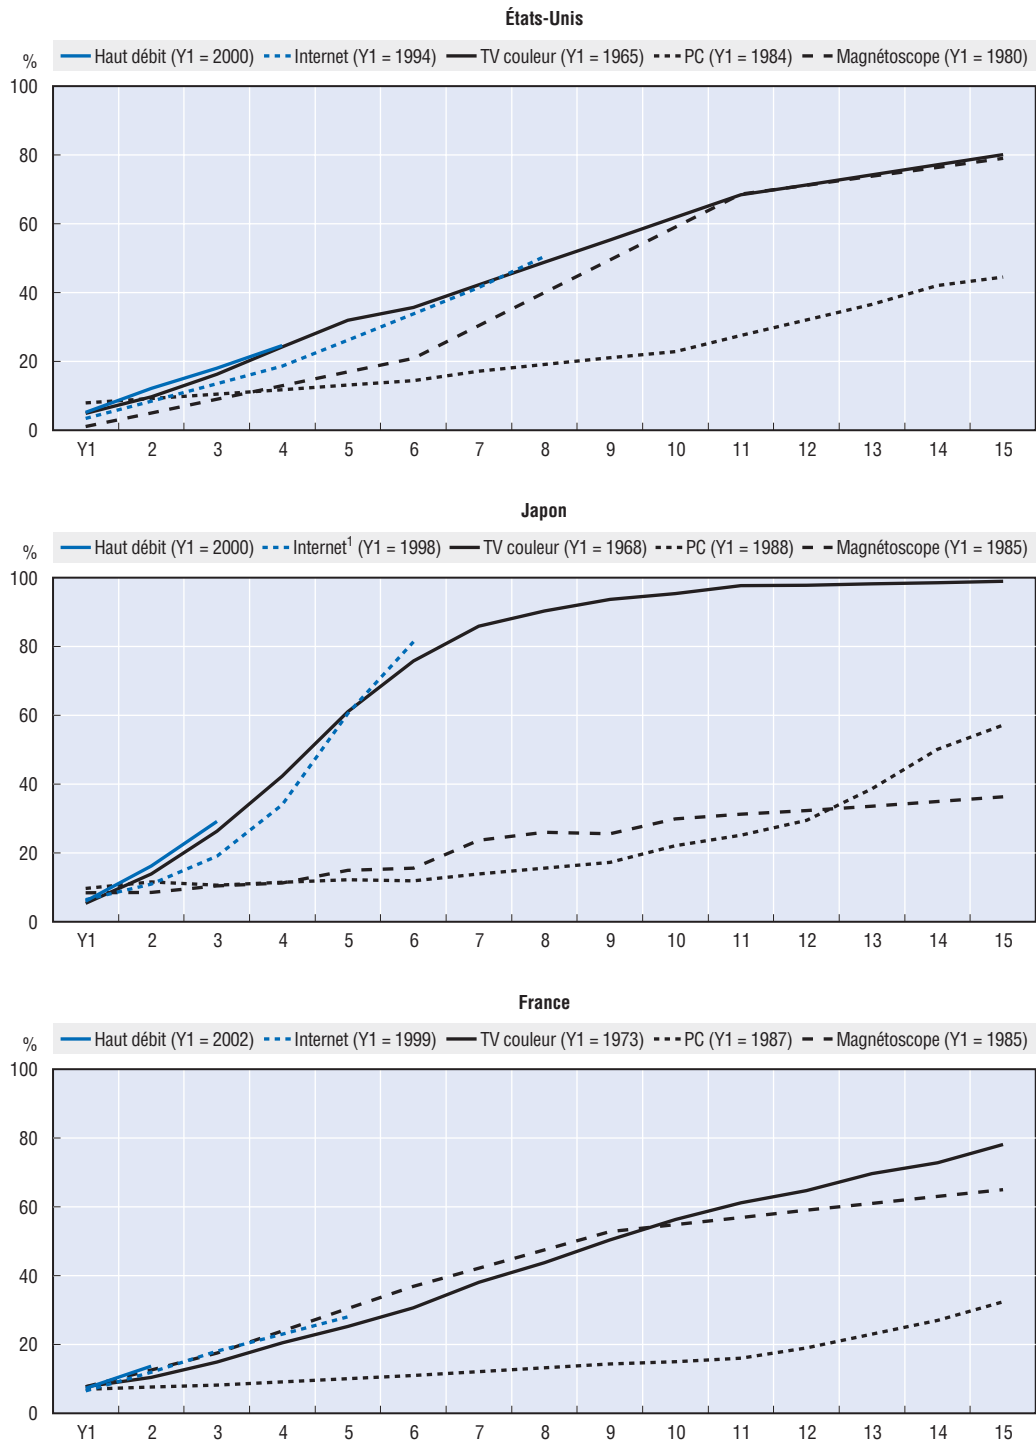 États-Unis
Haut débit (Y1 = 2000) Internet (Y1 = 1994) TV couleur (Y1 = 1965) PC (Y1 = 1984) Magnétoscope (Y1 = 1980)
%
100
80
60
40
20
0
Y1 2 3 4 5 6 7 8 9 10 11 12 13 14 15
Japon
Haut débit (Y1 = 2000) Internet¹ (Y1 = 1998) TV couleur (Y1 = 1968) PC (Y1 = 1988) Magnétoscope (Y1 = 1985)
%
100
80
60
40
20
0
Y1 2 3 4 5 6 7 8 9 10 11 12 13 14 15
France
Haut débit (Y1 = 2002) Internet (Y1 = 1999) TV couleur (Y1 = 1973) PC (Y1 = 1987) Magnétoscope (Y1 = 1985)
%
100
80
60
40
20
0
Y1 2 3 4 5 6 7 8 9 10 11 12 13 14 15